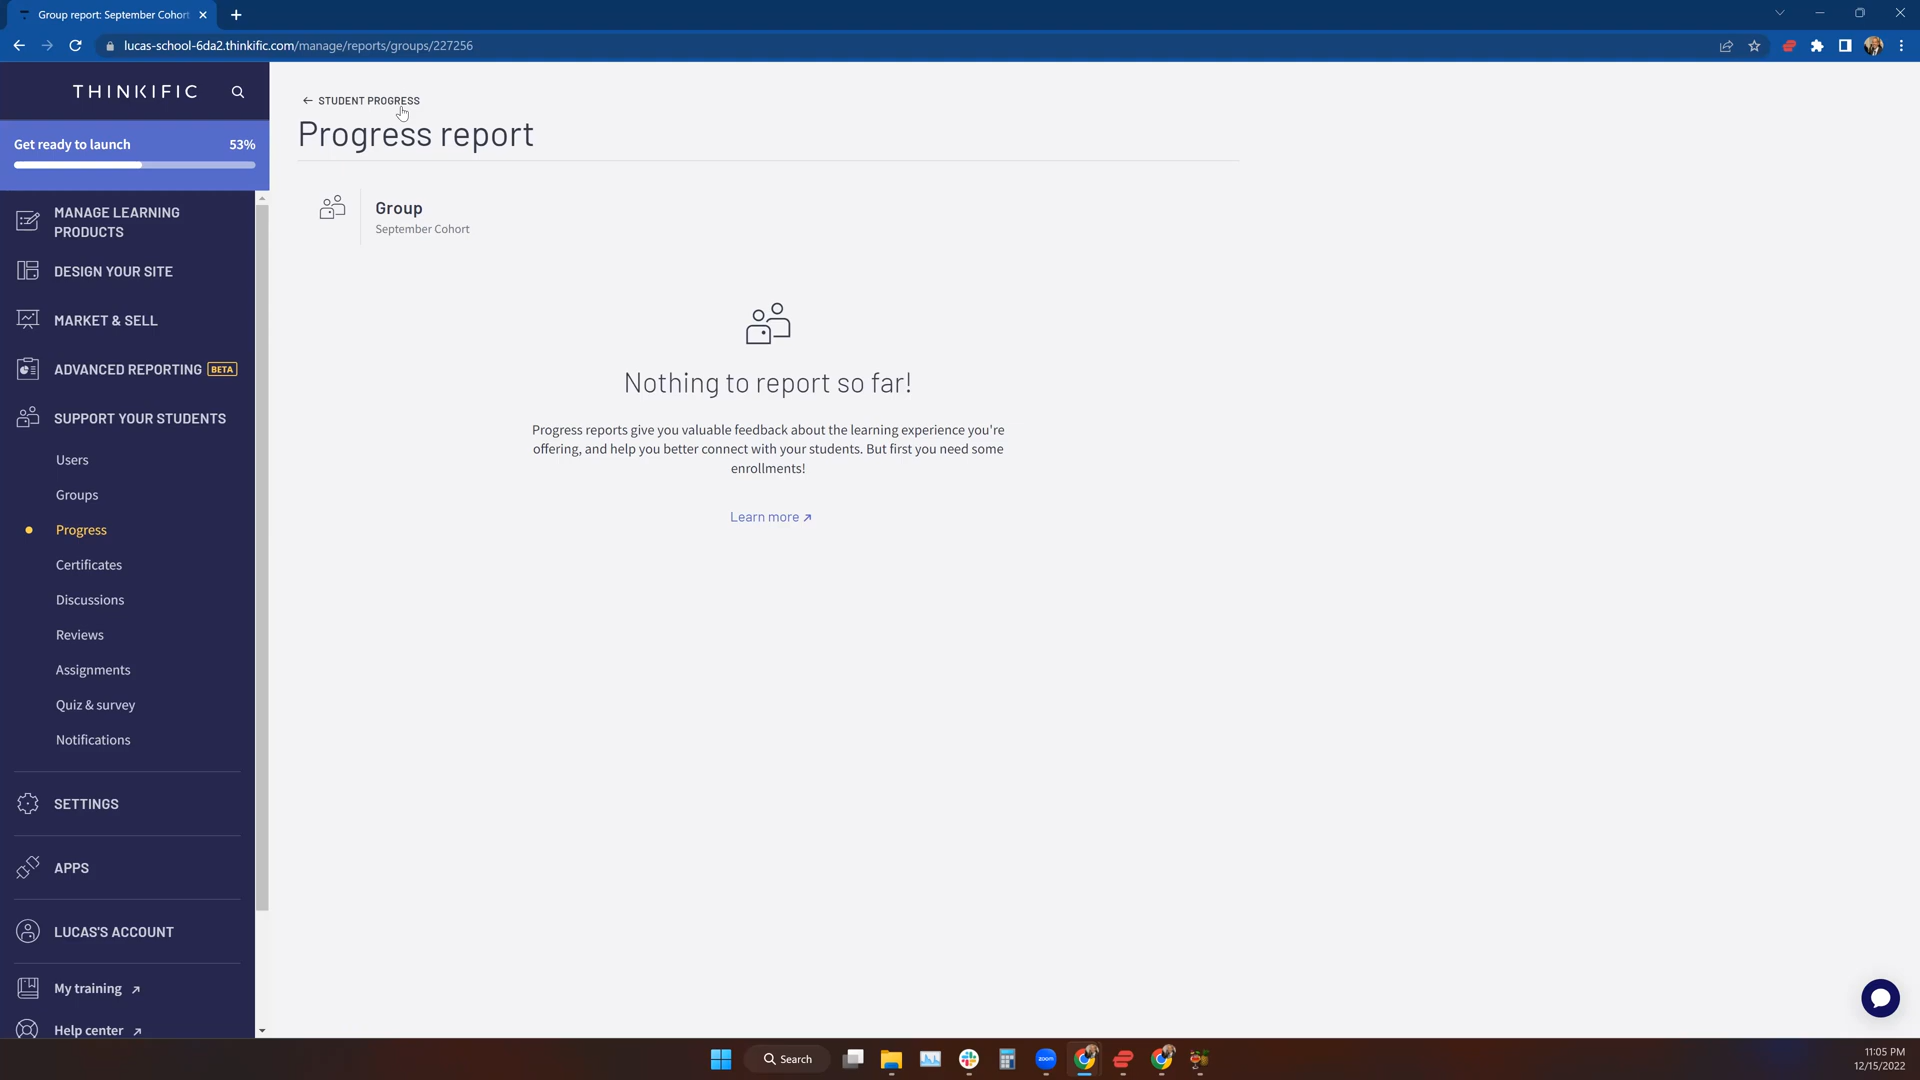 Group report: September Cohort
lucas-school-6da2.thinkific.com/manage/reports/groups/227256
THINKIFIC
Get ready to launch 53%
MANAGE LEARNING
PRODUCTS
DESIGN YOUR SITE
MARKET & SELL
ADVANCED REPORTING BETA
SUPPORT YOUR STUDENTS
Users
Groups
Progress
Certificates
Discussions
Reviews
Assignments
Quiz & survey
Notifications
SETTINGS
APPS
LUCAS'S ACCOUNT
My training
Help center
STUDENT PROGRESS
Progress report
Group
September Cohort
Nothing to report so far!
Progress reports give you valuable feedback about the learning experience you're
offering, and help you better connect with your students. But first you need some
enrollments!
Learn more
Search
zoom
11:05 PM
12/15/2022